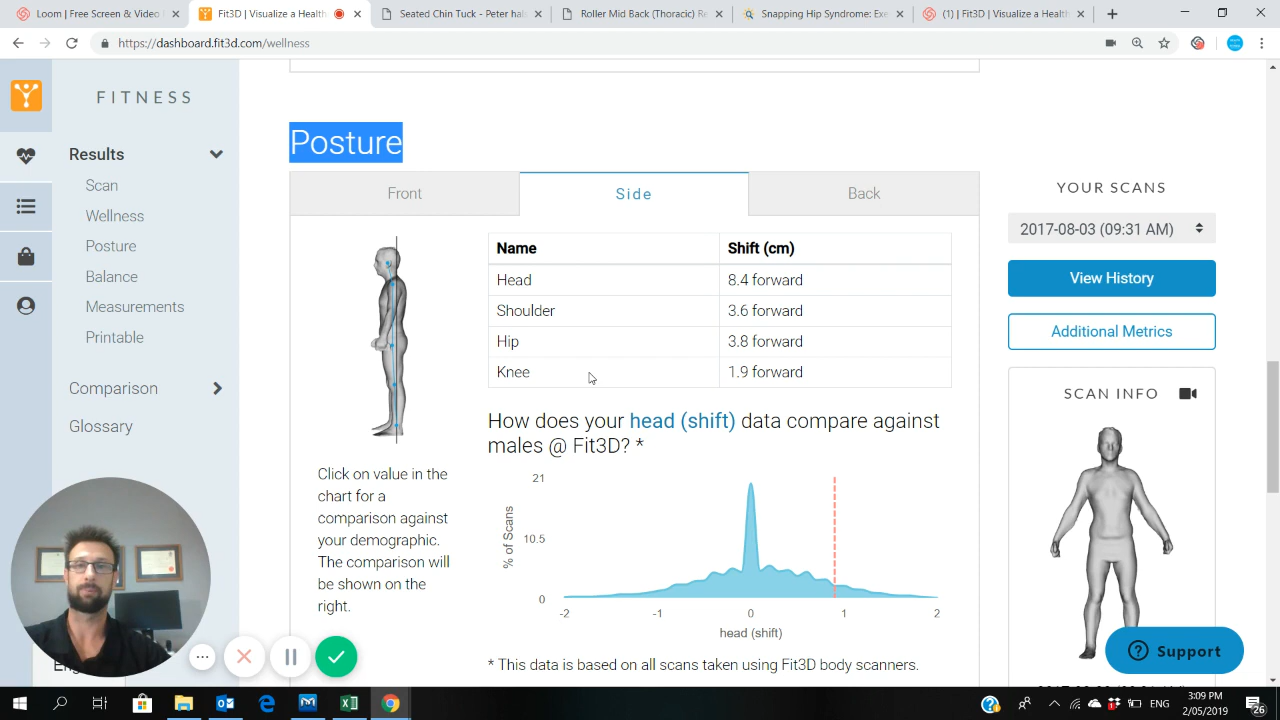 Loom | Free Screen & Video
Fit3D | Visualize a Health
Seated Chin Tuck - Peter hal
Roller Mid Back (Thoracic) Re
Snapping Hip Syndrome: Exe
(1) | Fit3D | Visualize a Health
https://dashboard.fit3d.com/wellness
FITNESS
Results
Scan
Wellness
Posture
Balance
Measurements
Printable
Comparison
Glossary
Posture
Front
Side
Back
Name Shift (cm)
Head 8.4 forward
Shoulder 3.6 forward
Hip 3.8 forward
Knee 1.9 forward
Click on value in the
chart for a
comparison against
your demographic.
The comparison will
be shown on the
right.
How does your head (shift) data compare against
males @ Fit3D? *
% of Scans
21
10.5
0
-2 -1 0 1 2
head (shift)
* This data is based on all scans taken using Fit3D body scanners.
YOUR SCANS
2017-08-03 (09:31 AM)
View History
Additional Metrics
SCAN INFO
Support
ENG
3:09 PM
2/05/2019
26